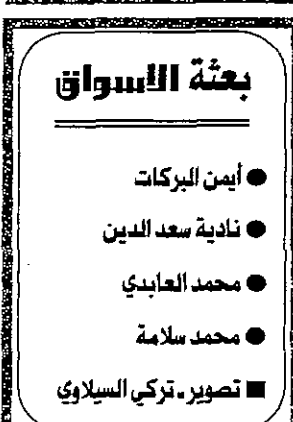 بعثة الاسواق
● أيمن البركات
● نادية سعد الدين
● محمد العابدي
● محمد سلامة
■ تصوير ـ تركي السيلاوي